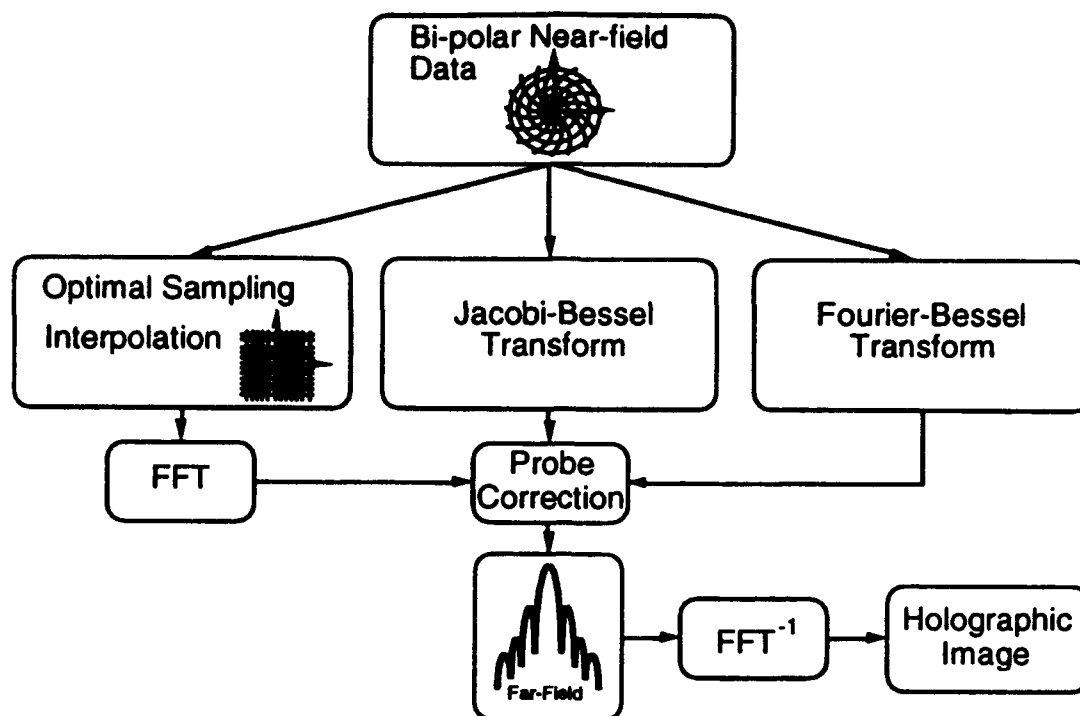 Bi-polar Near-field
Data
Optimal Sampling
Interpolation
Jacobi-Bessel
Transform
Fourier-Bessel
Transform
FFT
Probe
Correction
Far-Field
FFT⁻¹
Holographic
Image